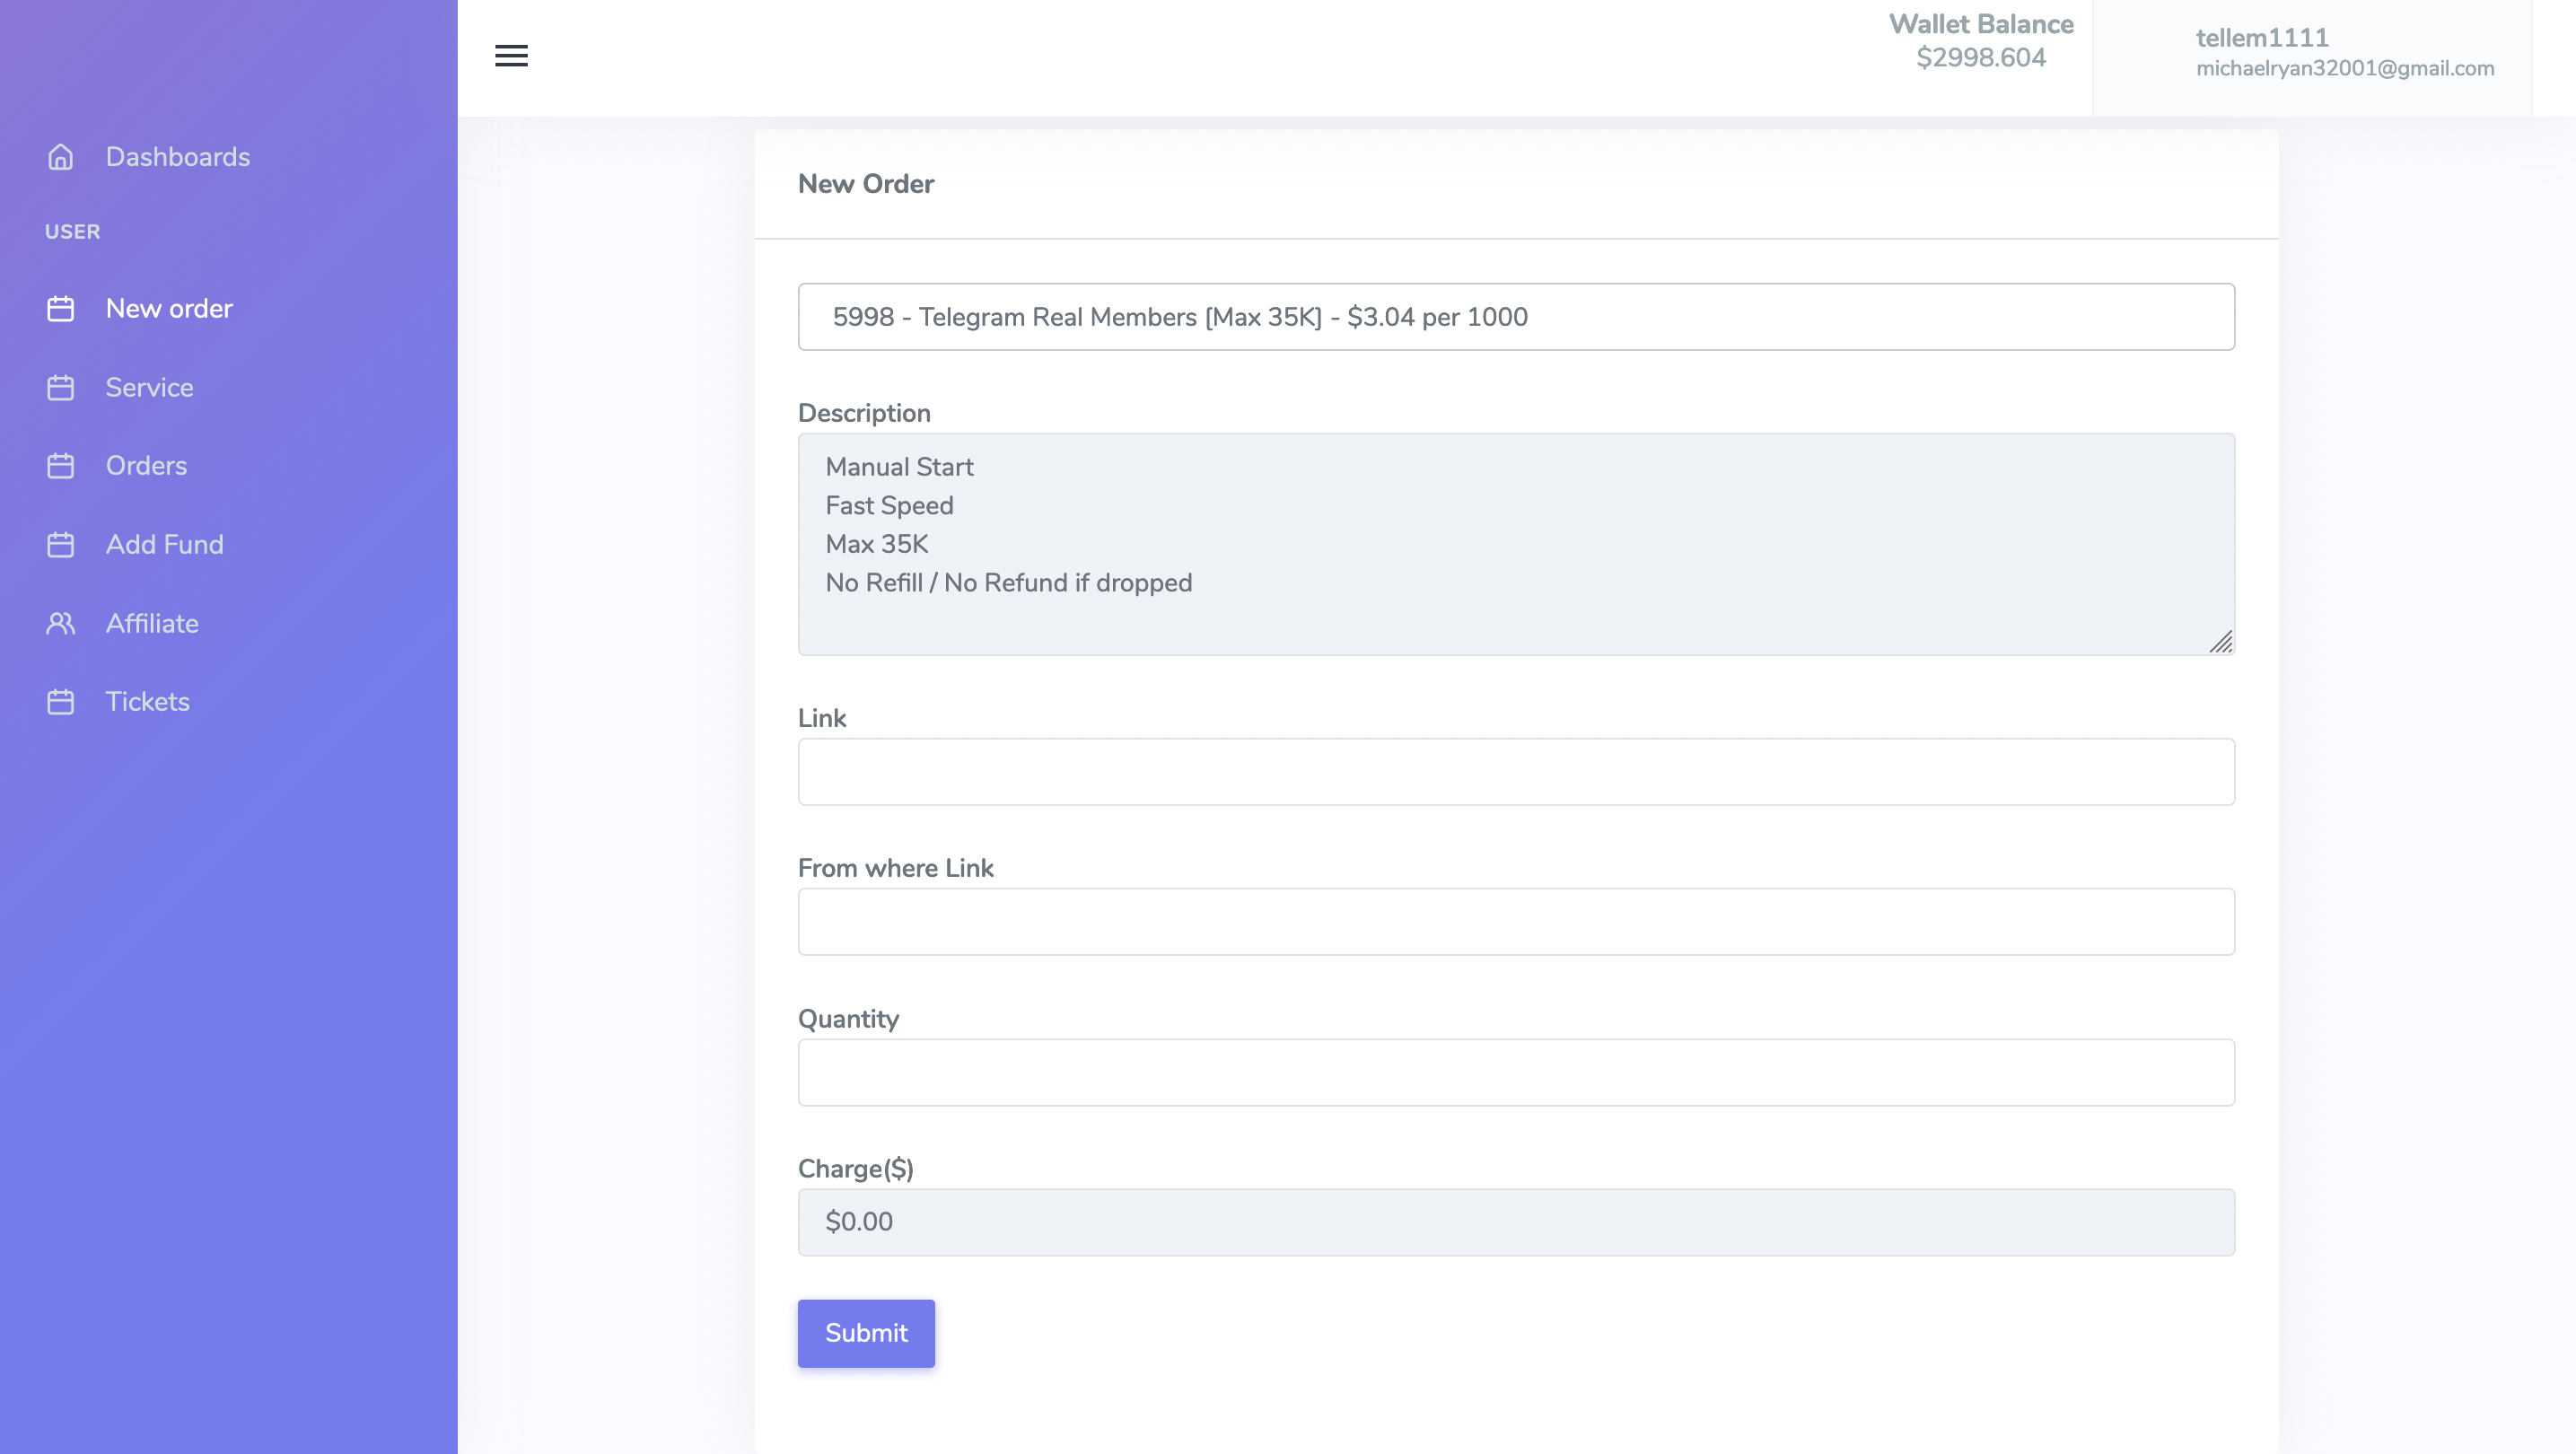 Wallet Balance
$2998.604
tellem1111
michaelryan32001@gmail.com
Dashboards
USER
New order
Service
Orders
Add Fund
Affiliate
Tickets
New Order
5998 - Telegram Real Members [Max 35K] - $3.04 per 1000
Description
Manual Start
Fast Speed
Max 35K
No Refill / No Refund if dropped
Link
From where Link
Quantity
Charge($)
$0.00
Submit